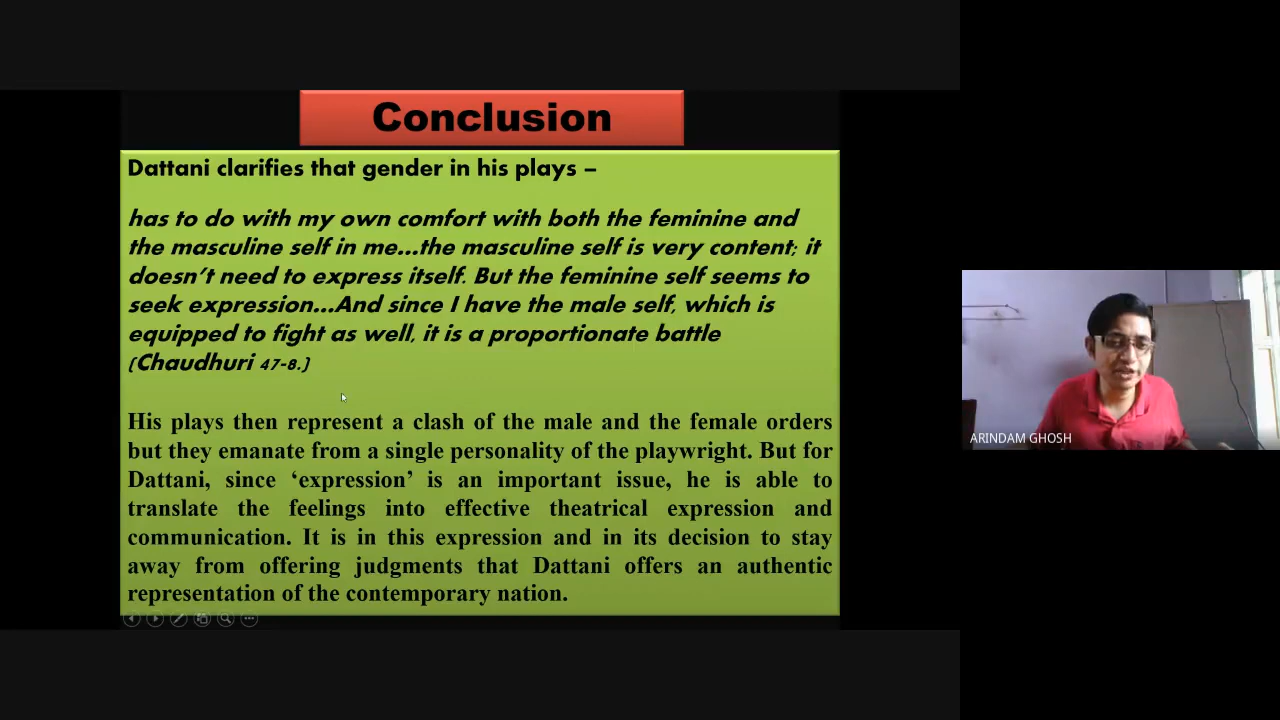 Conclusion
Dattani clarifies that gender in his plays –
has to do with my own comfort with both the feminine and
the masculine self in me...the masculine self is very content; it
doesn't need to express itself. But the feminine self seems to
seek expression...And since I have the male self, which is
equipped to fight as well, it is a proportionate battle
(Chaudhuri 47-8.)
His plays then represent a clash of the male and the female orders
but they emanate from a single personality of the playwright. But for
Dattani, since ‘expression’ is an important issue, he is able to
translate the feelings into effective theatrical expression and
communication. It is in this expression and in its decision to stay
away from offering judgments that Dattani offers an authentic
representation of the contemporary nation.
ARINDAM GHOSH